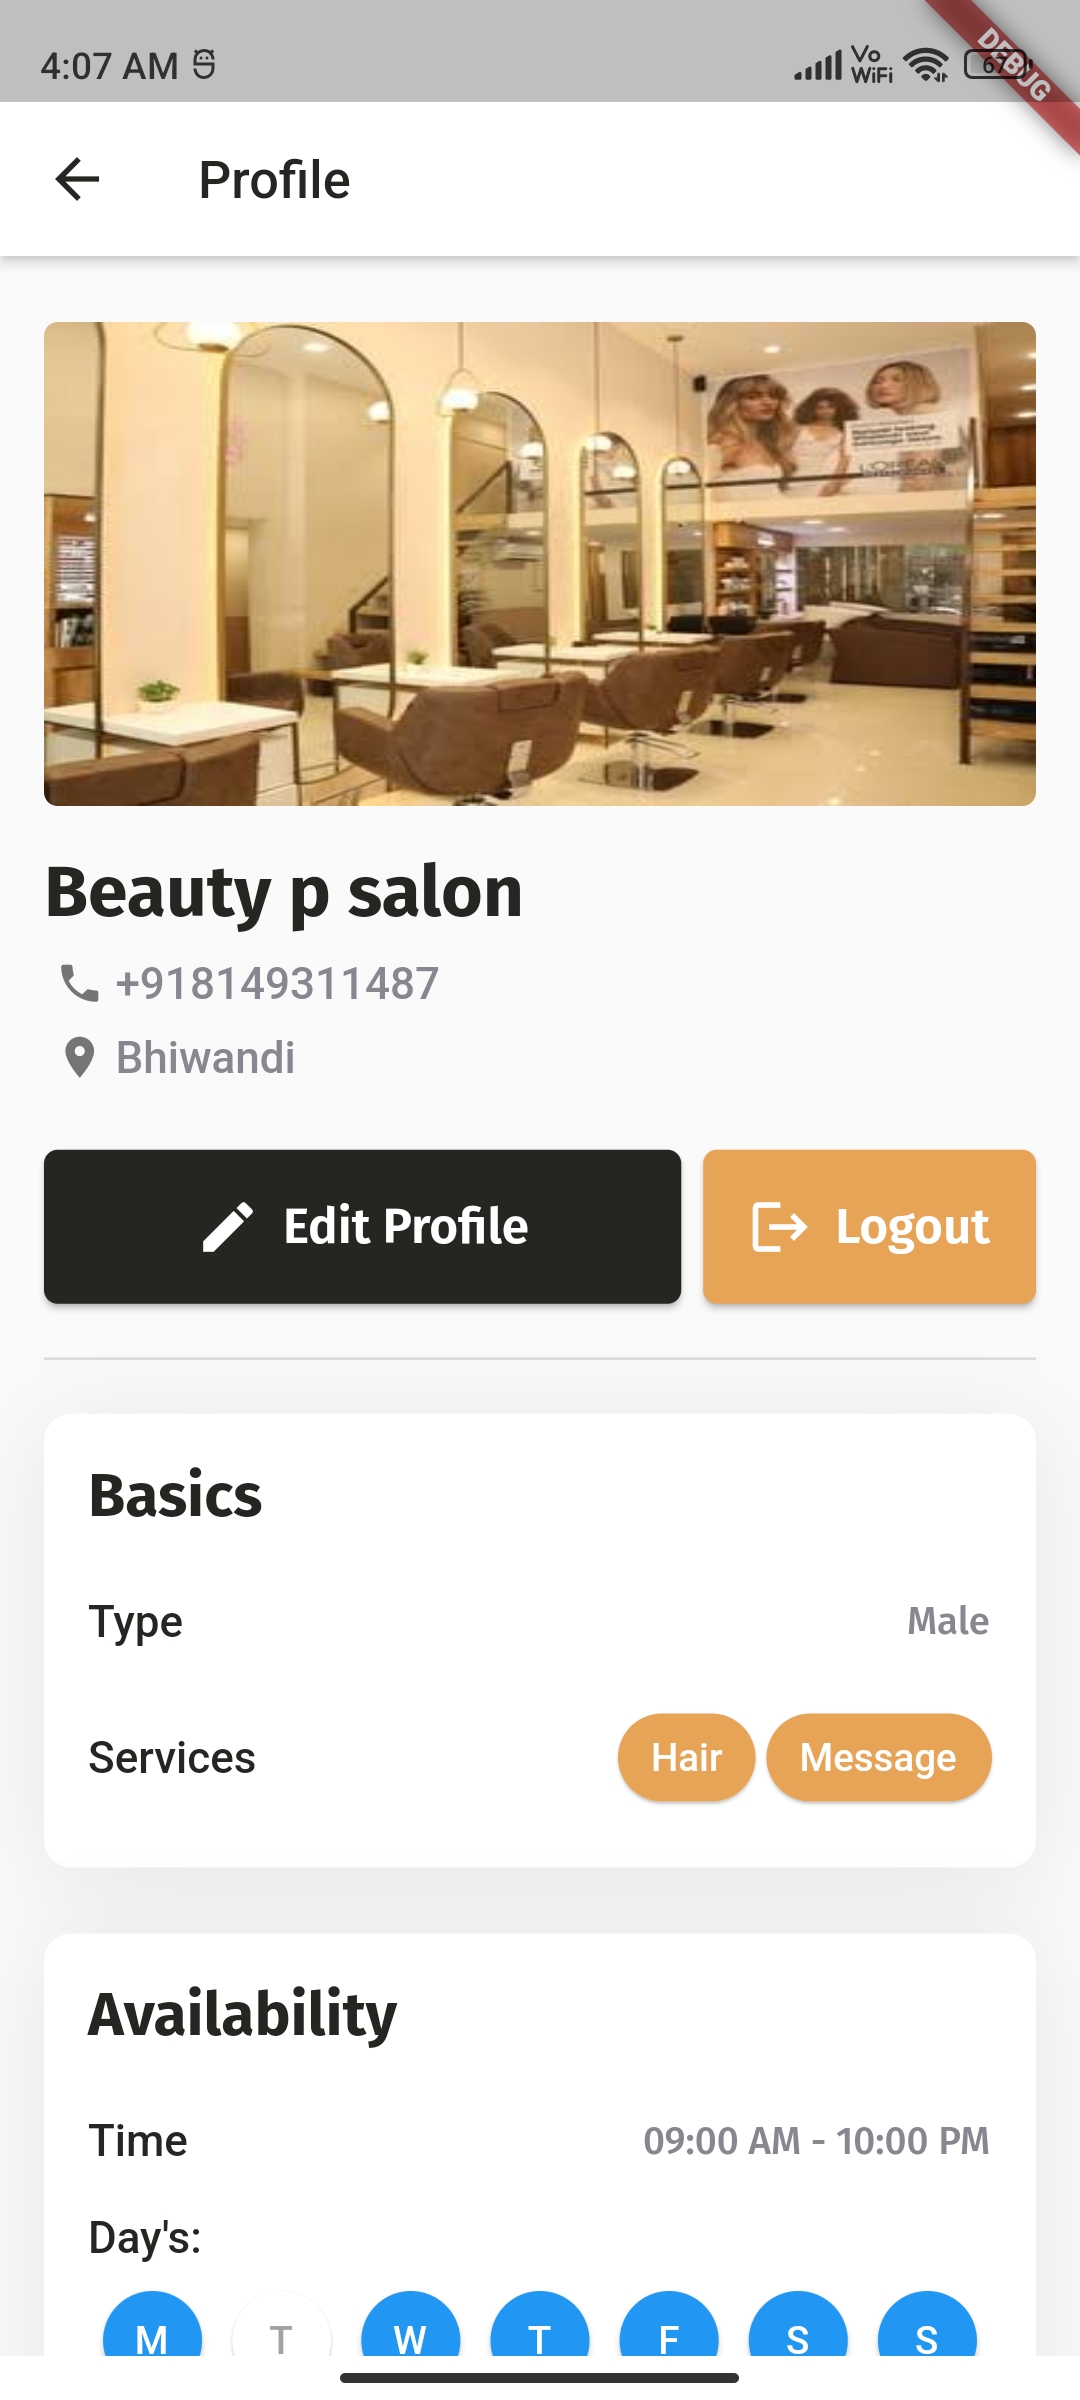 4:07 AM
Vo
WiFi
67
DEBUG
Profile
L'OREAL
Beauty p salon
+918149311487
Bhiwandi
Edit Profile
Logout
Basics
Type
Male
Services
Hair
Message
Availability
Time
09:00 AM - 10:00 PM
Day's:
M
T
W
T
F
S
S